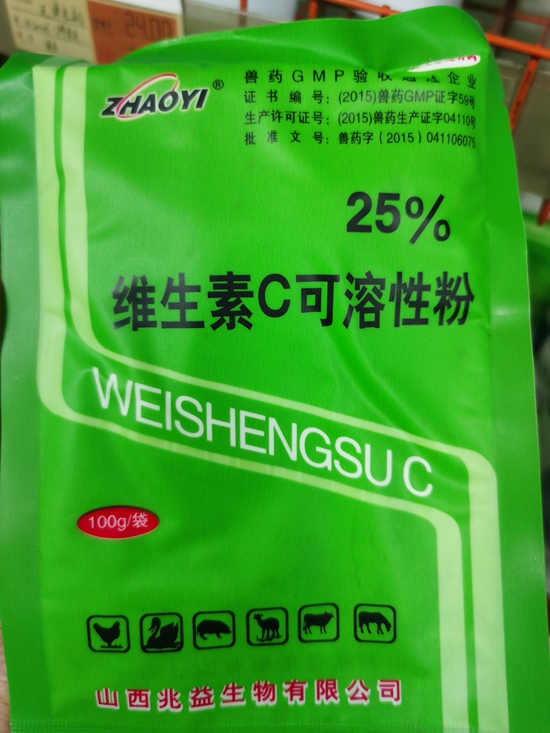 24.00
ZHAOYI®
兽药GMP验收通过企业
证书编号:(2015)兽药GMP证字59号
生产许可证号:(2015)兽药生产证字04110号
批准文号:兽药字(2015)041106075
25%
维生素C可溶性粉
WEISHENGSU C
100g/袋
山西兆益生物有限公司